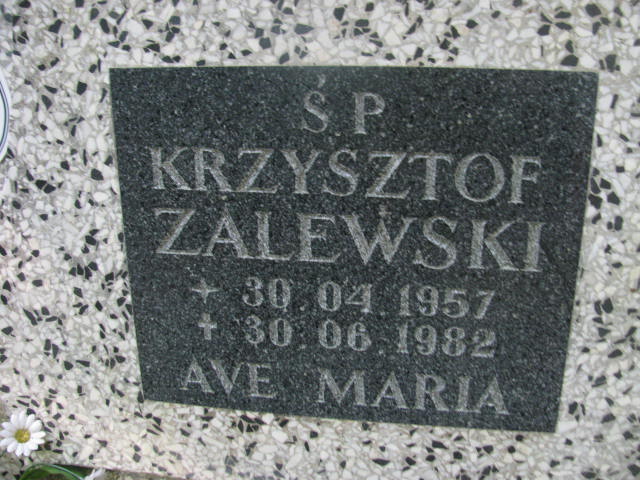 Ś P
KRZYSZTOF
ZALEWSKI
+ 30.04.1957
† 30.06.1982
AVE MARIA